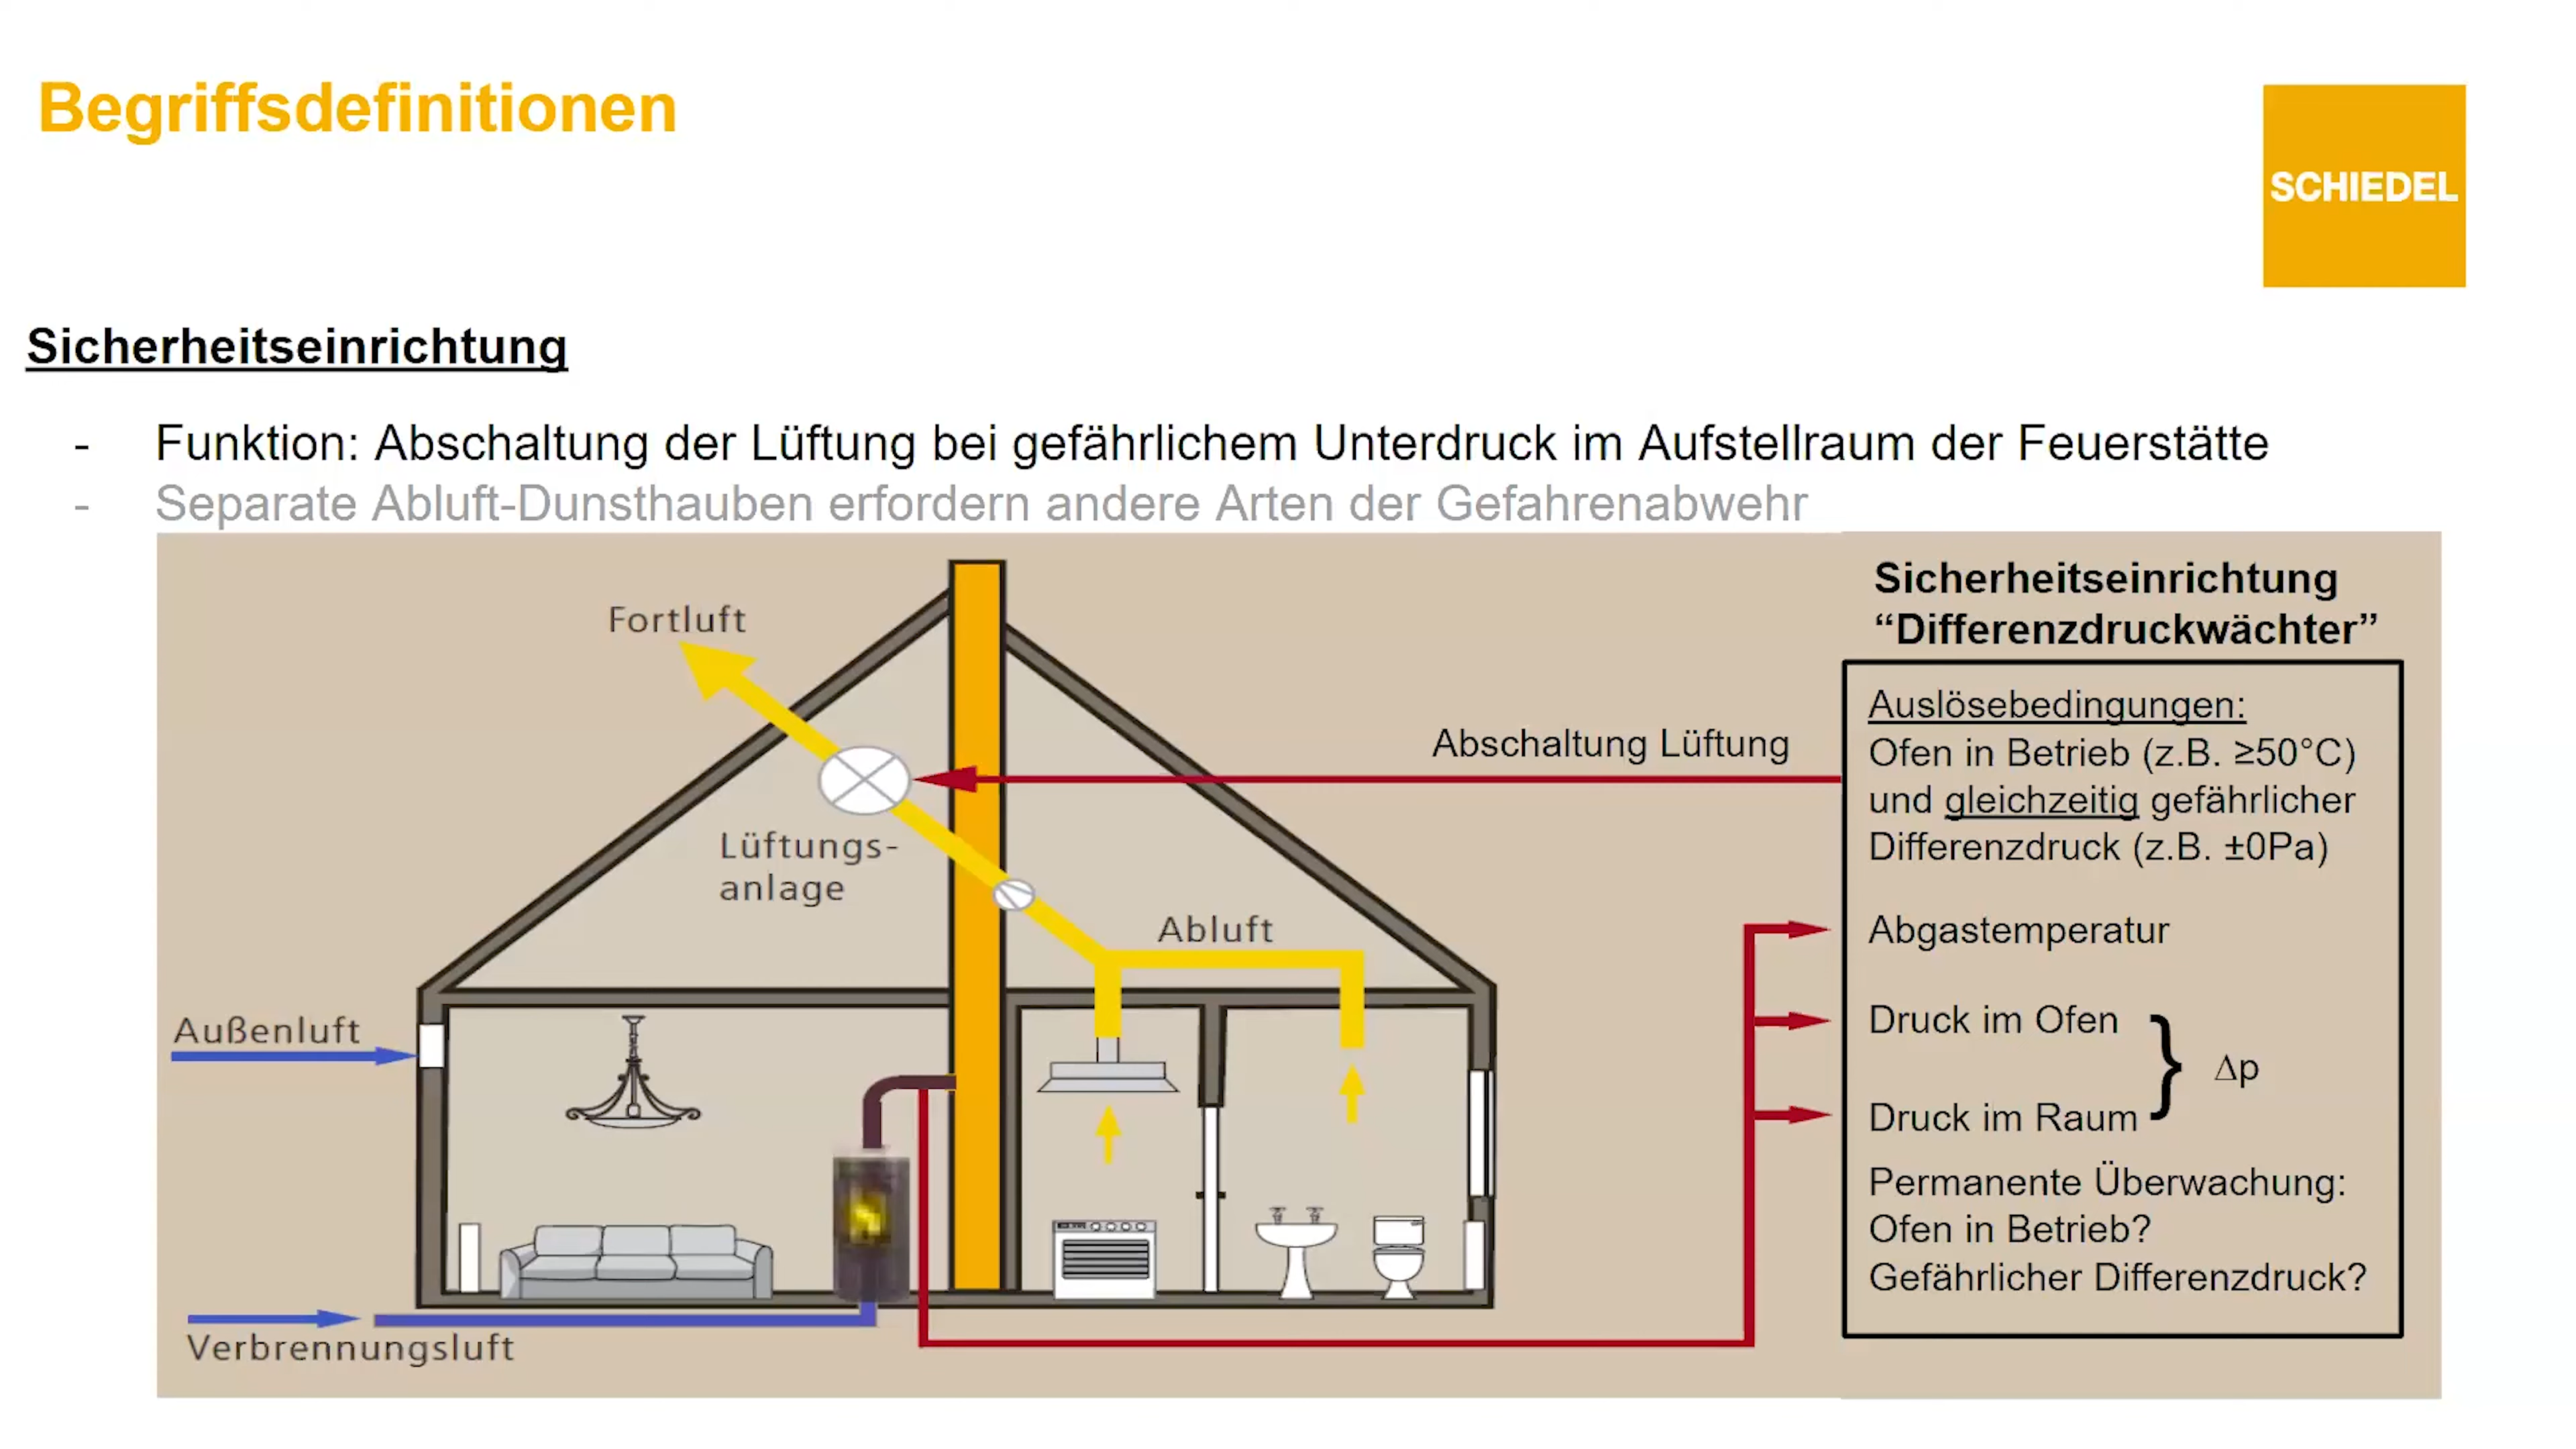 Begriffsdefinitionen
SCHIEDEL
Sicherheitseinrichtung
- Funktion: Abschaltung der Lüftung bei gefährlichem Unterdruck im Aufstellraum der Feuerstätte
- Separate Abluft-Dunsthauben erfordern andere Arten der Gefahrenabwehr
Fortluft
Lüftungs-
anlage
Abluft
Außenluft
Verbrennungsluft
Abschaltung Lüftung
Sicherheitseinrichtung
“Differenzdruckwächter”
Auslösebedingungen:
Ofen in Betrieb (z.B. ≥50°C)
und gleichzeitig gefährlicher
Differenzdruck (z.B. ±0Pa)
Abgastemperatur
Druck im Ofen
} Δp
Druck im Raum
Permanente Überwachung:
Ofen in Betrieb?
Gefährlicher Differenzdruck?